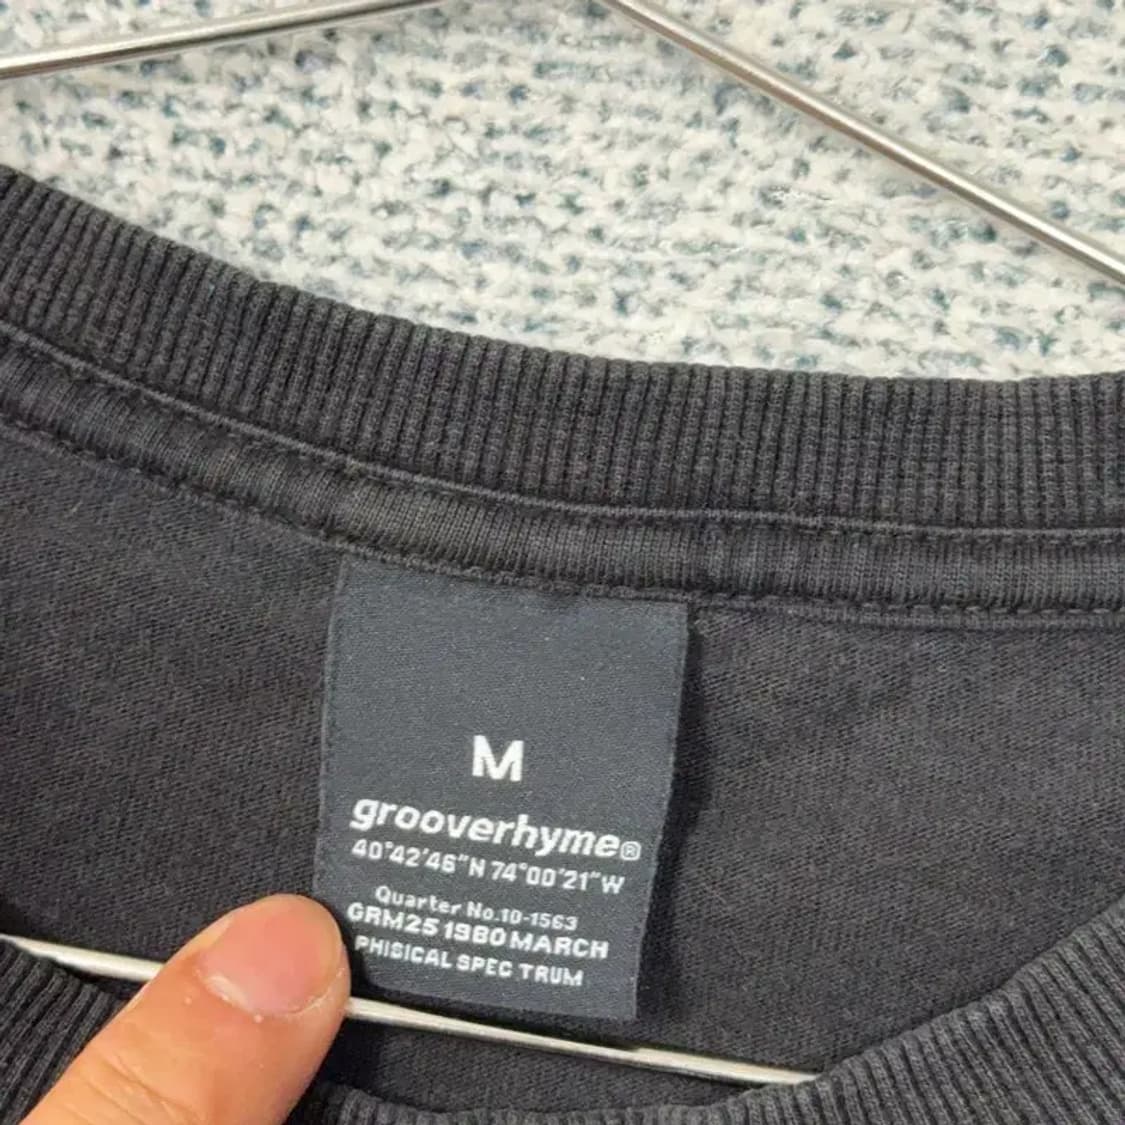 M
grooverhyme®
40°42'46"N 74°00'21"W
Quarter No.10-1563
GRM25 1980 MARCH
PHISICAL SPEC TRUM